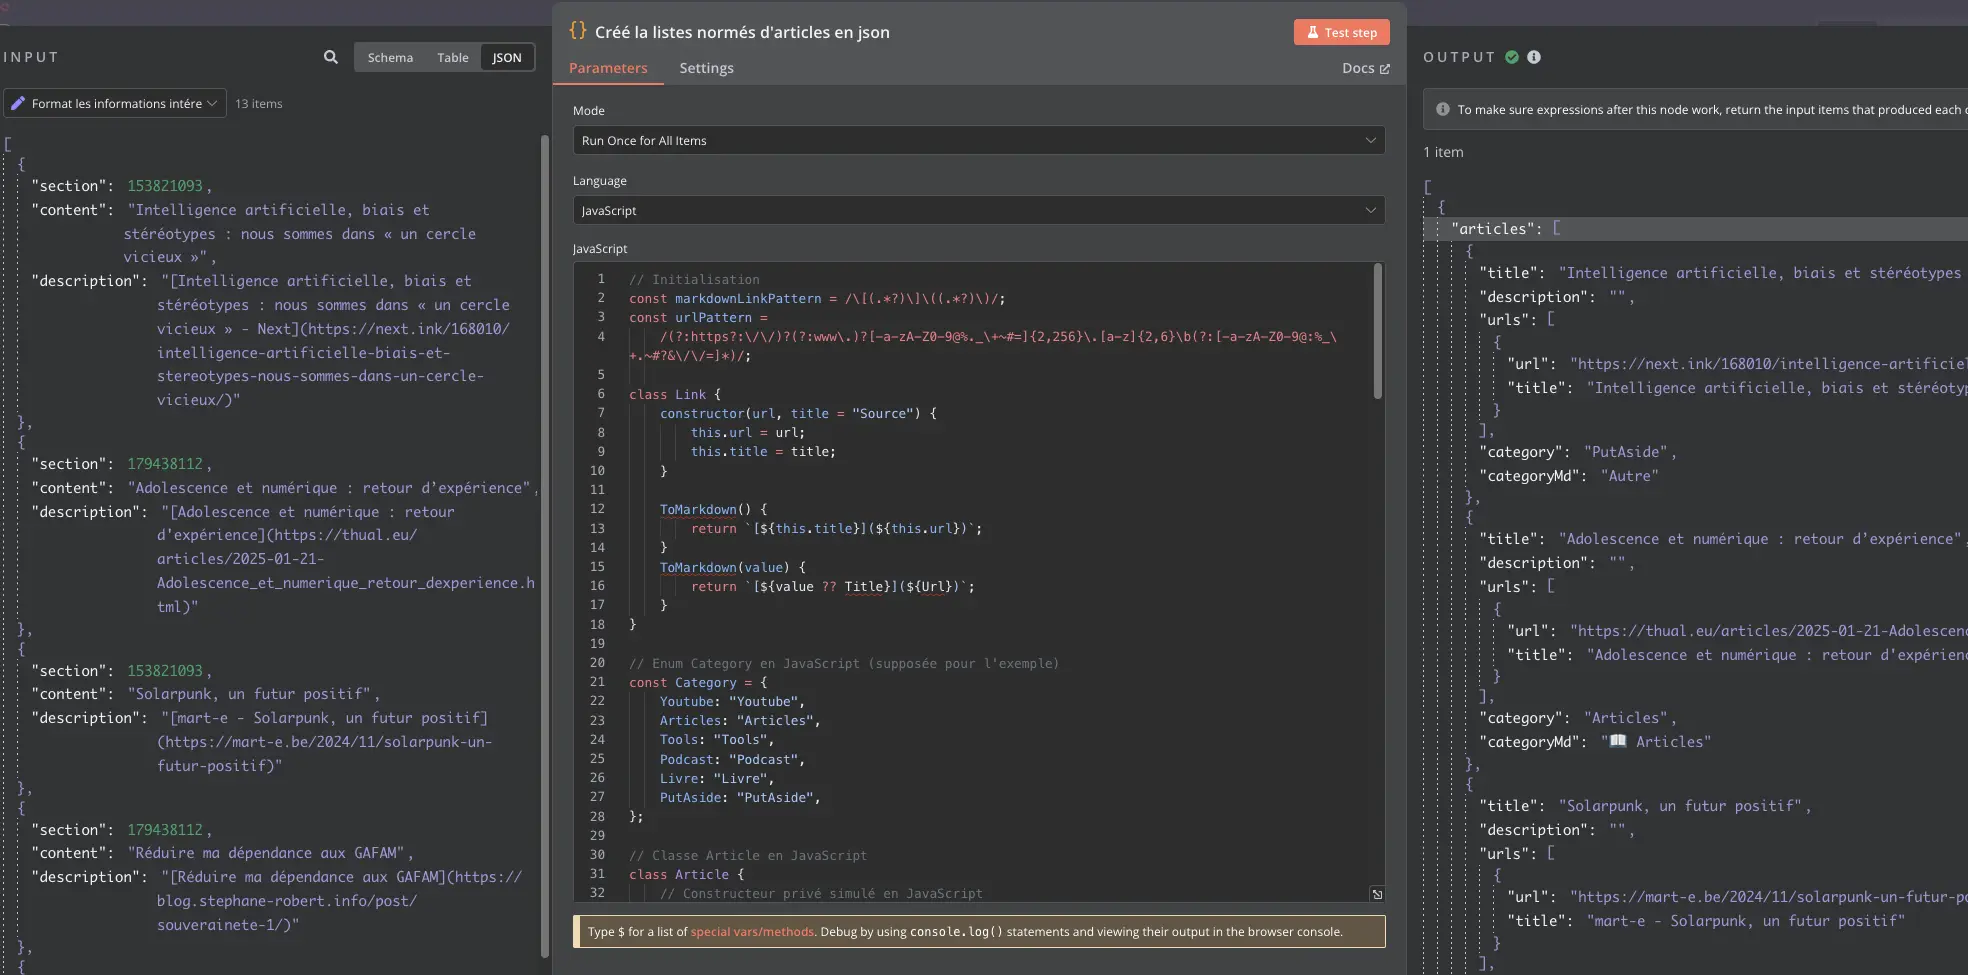 INPUT
Schema Table JSON
Format les informations intére 13 items
[
{
"section": 153821093,
"content": "Intelligence artificielle, biais et
stéréotypes : nous sommes dans « un cercle
vicieux »",
"description": "[Intelligence artificielle, biais et
stéréotypes : nous sommes dans « un cercle
vicieux » - Next](https://next.ink/168010/
intelligence-artificielle-biais-et-
stereotypes-nous-sommes-dans-un-cercle-
vicieux/)"
},
{
"section": 179438112,
"content": "Adolescence et numérique : retour d’expérience",
"description": "[Adolescence et numérique : retour
d'expérience](https://thual.eu/
articles/2025-01-21-
Adolescence_et_numerique_retour_dexperience.h
tml)"
},
{
"section": 153821093,
"content": "Solarpunk, un futur positif",
"description": "[mart-e - Solarpunk, un futur positif]
(https://mart-e.be/2024/11/solarpunk-un-
futur-positif)"
},
{
"section": 179438112,
"content": "Réduire ma dépendance aux GAFAM",
"description": "[Réduire ma dépendance aux GAFAM](https://
blog.stephane-robert.info/post/
souverainete-1/)"
},
{
{} Créé la listes normés d'articles en json
Test step
Parameters Settings
Docs
Mode
Run Once for All Items
Language
JavaScript
JavaScript
1 // Initialisation
2 const markdownLinkPattern = /\[(.*?)\]\((.*?)\)/;
3 const urlPattern =
4 /(?:https?:\/\/)?(?:www\.)?[-a-zA-Z0-9@%._\+~#=]{2,256}\.[a-z]{2,6}\b(?:[-a-zA-Z0-9@:%_\
+.~#?&\/\/=]*)/;
5
6 class Link {
7 constructor(url, title = "Source") {
8 this.url = url;
9 this.title = title;
10 }
11
12 ToMarkdown() {
13 return `[${this.title}](${this.url})`;
14 }
15 ToMarkdown(value) {
16 return `[${value ?? Title}](${Url})`;
17 }
18 }
19
20 // Enum Category en JavaScript (supposée pour l'exemple)
21 const Category = {
22 Youtube: "Youtube",
23 Articles: "Articles",
24 Tools: "Tools",
25 Podcast: "Podcast",
26 Livre: "Livre",
27 PutAside: "PutAside",
28 };
29
30 // Classe Article en JavaScript
31 class Article {
32 // Constructeur privé simulé en JavaScript
Type $ for a list of special vars/methods. Debug by using console.log() statements and viewing their output in the browser console.
OUTPUT
To make sure expressions after this node work, return the input items that produced each
1 item
[
{
"articles": [
{
"title": "Intelligence artificielle, biais et stéréotypes
"description": "",
"urls": [
{
"url": "https://next.ink/168010/intelligence-artificiel
"title": "Intelligence artificielle, biais et stéréotyp
}
],
"category": "PutAside",
"categoryMd": "Autre"
},
{
"title": "Adolescence et numérique : retour d’expérience",
"description": "",
"urls": [
{
"url": "https://thual.eu/articles/2025-01-21-Adolescenc
"title": "Adolescence et numérique : retour d'expérienc
}
],
"category": "Articles",
"categoryMd": "📖 Articles"
},
{
"title": "Solarpunk, un futur positif",
"description": "",
"urls": [
{
"url": "https://mart-e.be/2024/11/solarpunk-un-futur-po
"title": "mart-e - Solarpunk, un futur positif"
}
],